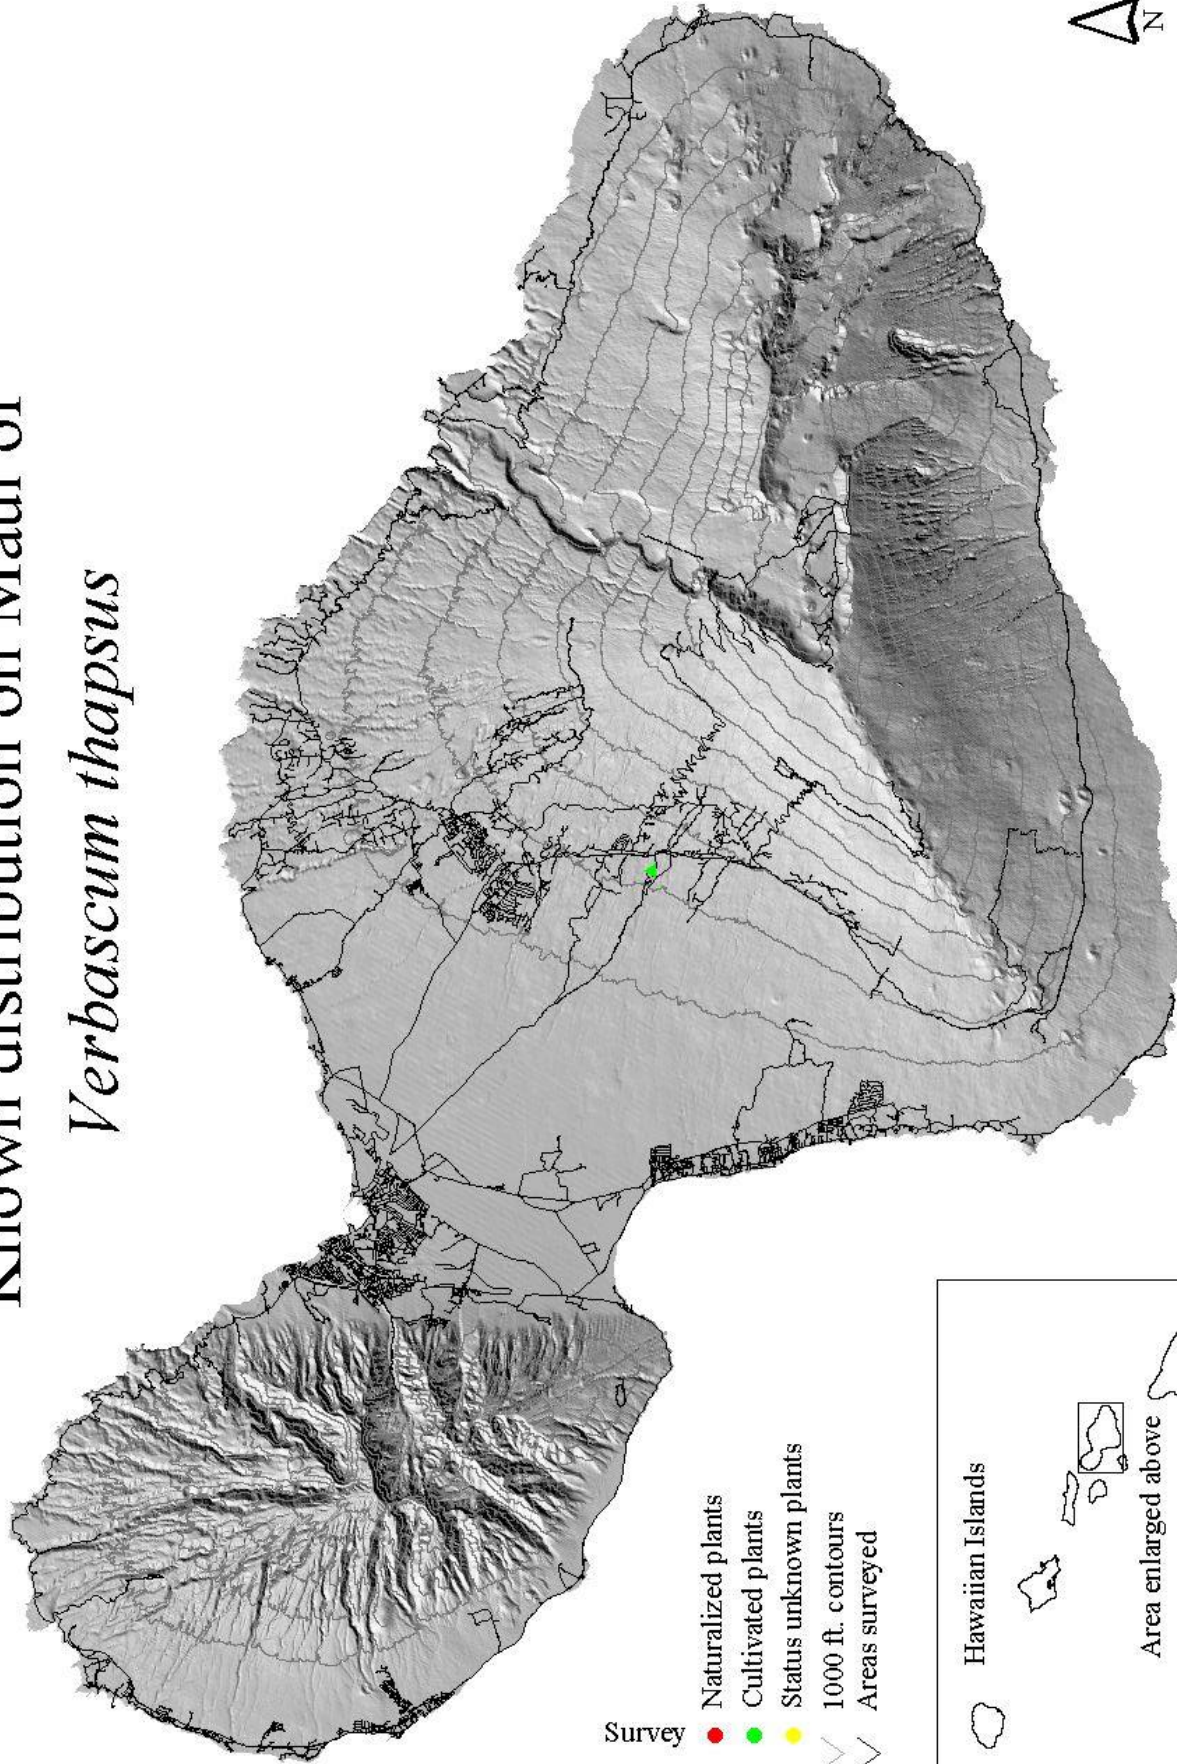 Known distribution on Maui of
Verbascum thapsus
Survey
Naturalized plants
Cultivated plants
Status unknown plants
1000 ft. contours
Areas surveyed
Hawaiian Islands
Area enlarged above
N